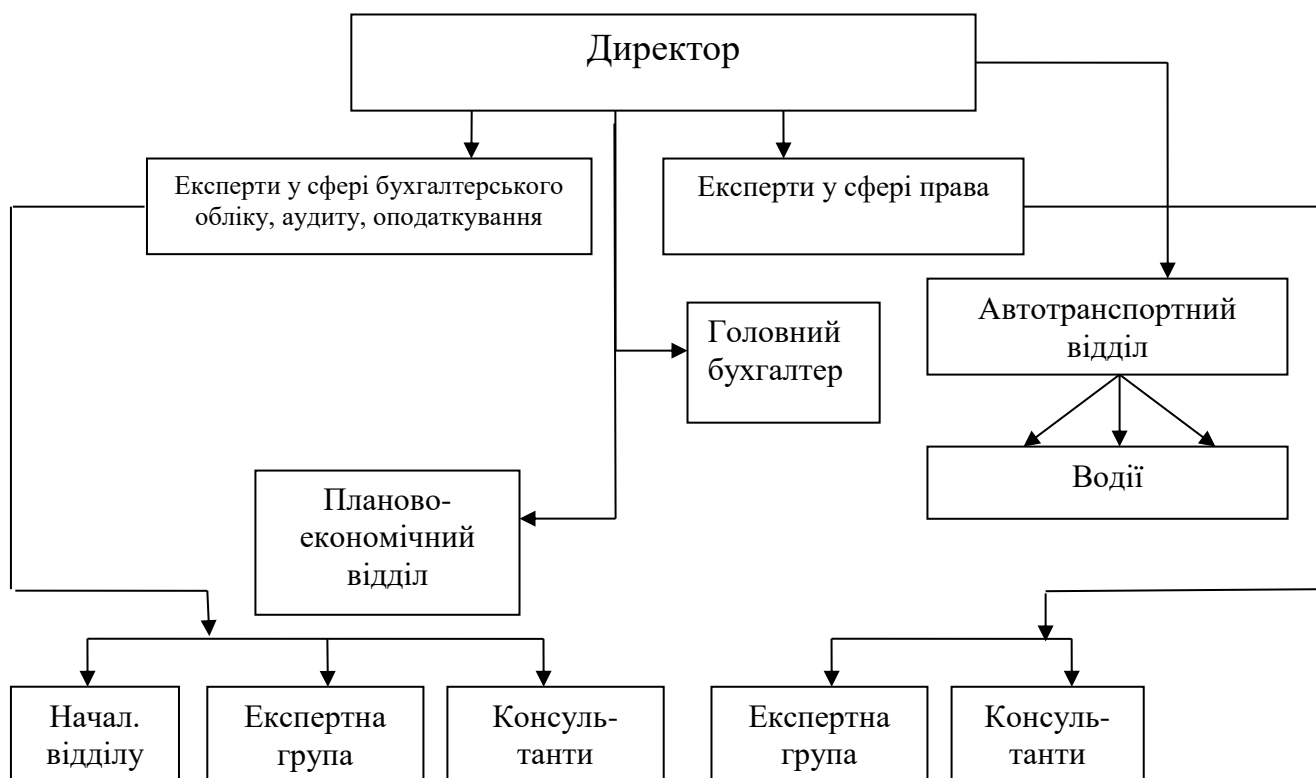 Директор
Експерти у сфері бухгалтерського
обліку, аудиту, оподаткування
Експерти у сфері права
Автотранспортний
відділ
Головний
бухгалтер
Водії
Планово-
економічний
відділ
Начал.
відділу
Експертна
група
Консуль-
танти
Експертна
група
Консуль-
танти